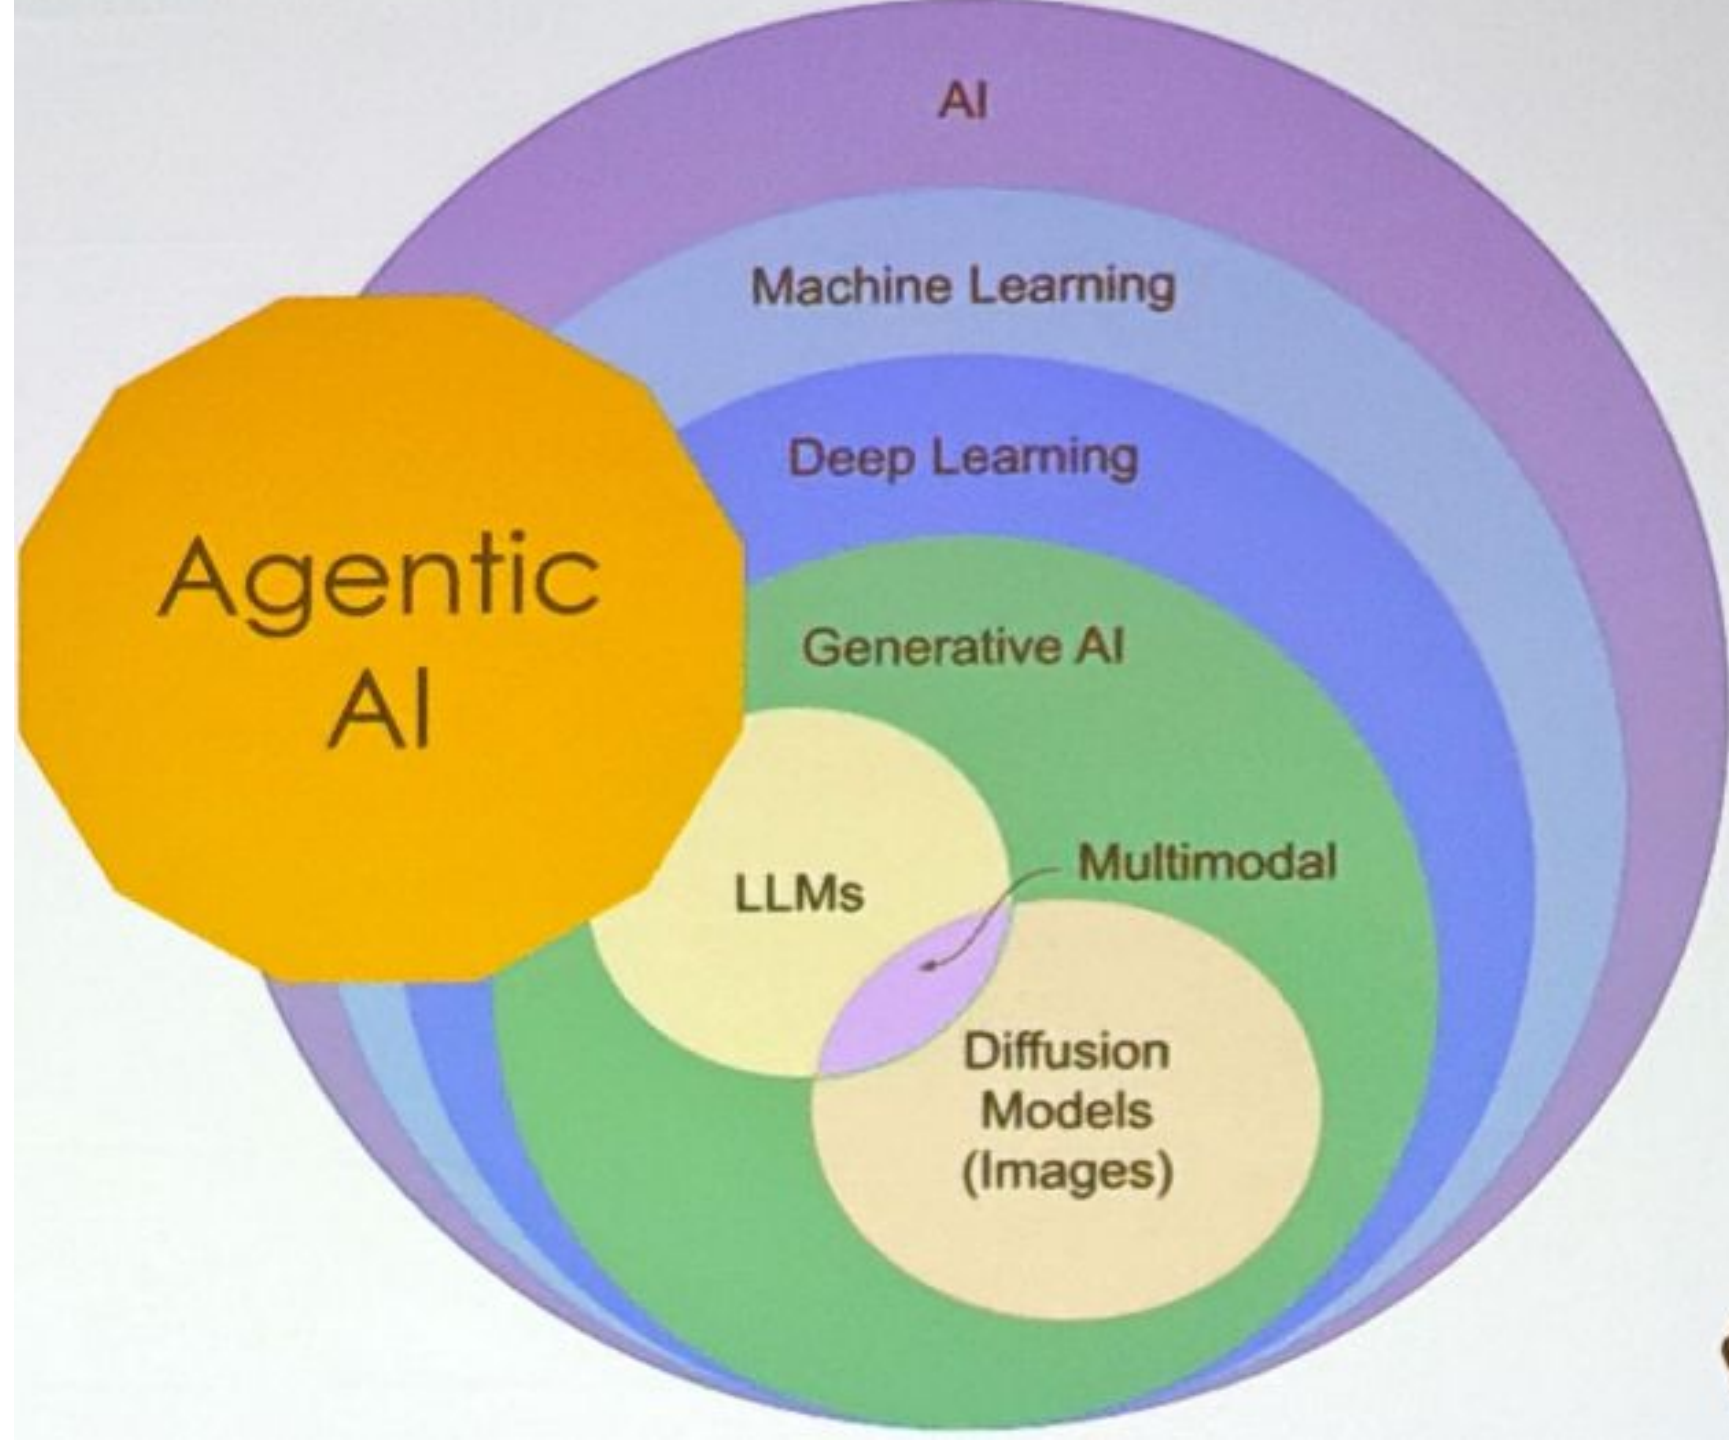 AI
Machine Learning
Deep Learning
Agentic
AI
Generative AI
LLMs
Multimodal
Diffusion
Models
(Images)